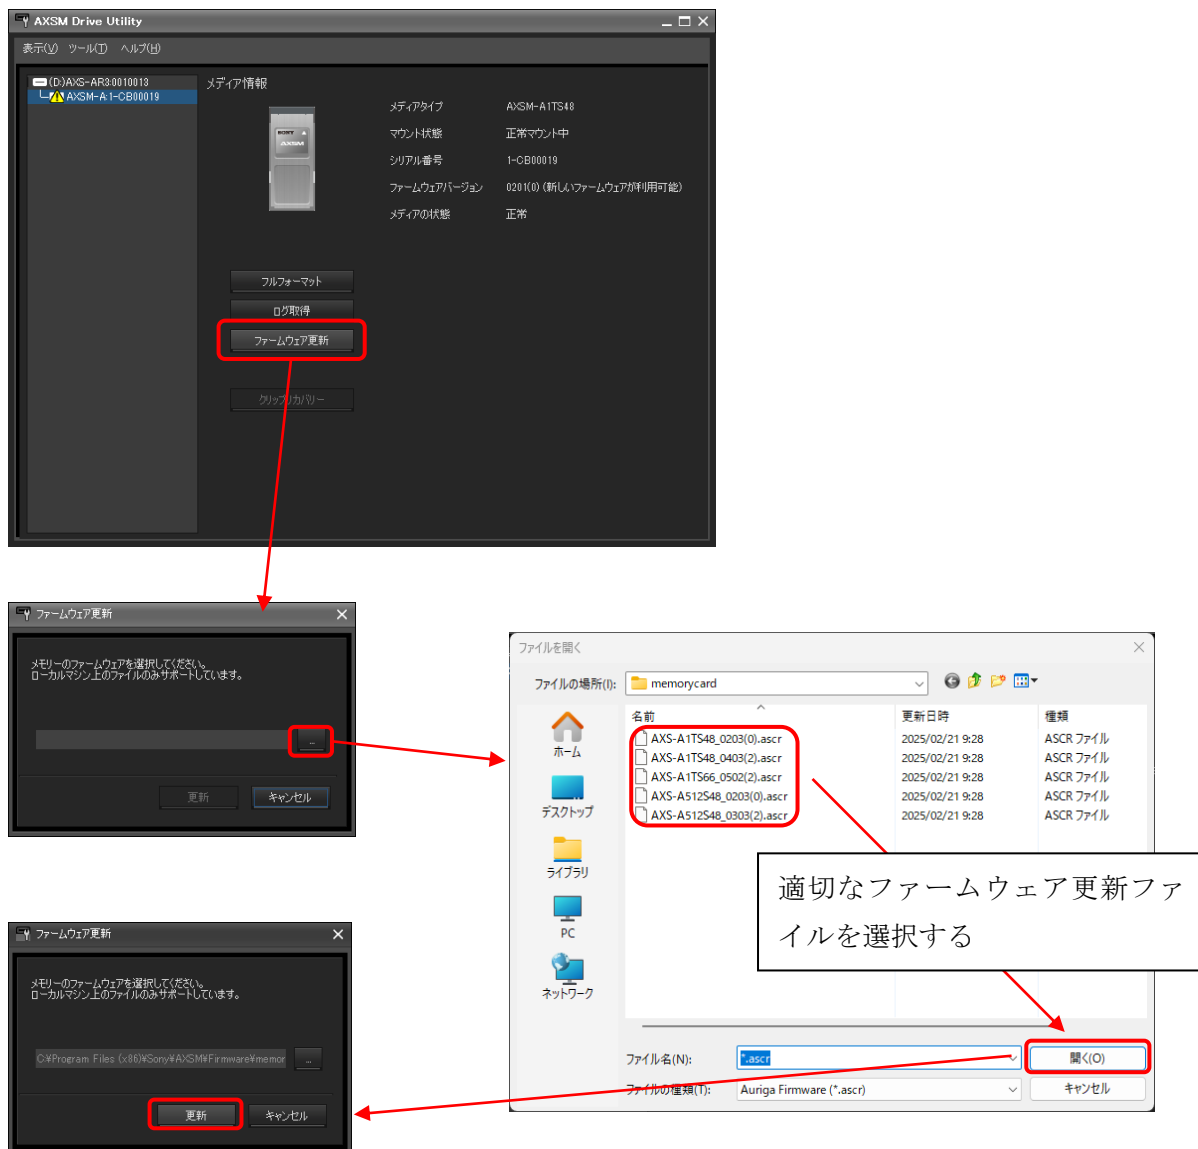 AXSM Drive Utility
表示(V) ツール(T) ヘルプ(H)
(D:)AXS-AR3:0010013
AXSM-A:1-CB00019
メディア情報
SONY
AXSM
メディアタイプ AXSM-A1TS48
マウント状態 正常マウント中
シリアル番号 1-CB00019
ファームウェアバージョン 0201(0) (新しいファームウェアが利用可能)
メディアの状態 正常
フルフォーマット
ログ取得
ファームウェア更新
クリップリカバリー
ファームウェア更新
メモリーのファームウェアを選択してください。
ローカルマシン上のファイルのみサポートしています。
...
更新 キャンセル
ファイルを開く
ファイルの場所(I): memorycard
名前 更新日時 種類
AXS-A1TS48_0203(0).ascr 2025/02/21 9:28 ASCR ファイル
AXS-A1TS48_0403(2).ascr 2025/02/21 9:28 ASCR ファイル
AXS-A1TS66_0502(2).ascr 2025/02/21 9:28 ASCR ファイル
AXS-A512S48_0203(0).ascr 2025/02/21 9:28 ASCR ファイル
AXS-A512S48_0303(2).ascr 2025/02/21 9:28 ASCR ファイル
ホーム
デスクトップ
ライブラリ
PC
ネットワーク
適切なファームウェア更新ファ
イルを選択する
ファイル名(N): *.ascr 開く(O)
ファイルの種類(T): Auriga Firmware (*.ascr) キャンセル
ファームウェア更新
メモリーのファームウェアを選択してください。
ローカルマシン上のファイルのみサポートしています。
C:¥Program Files (x86)¥Sony¥AXSM¥Firmware¥memor ...
更新 キャンセル